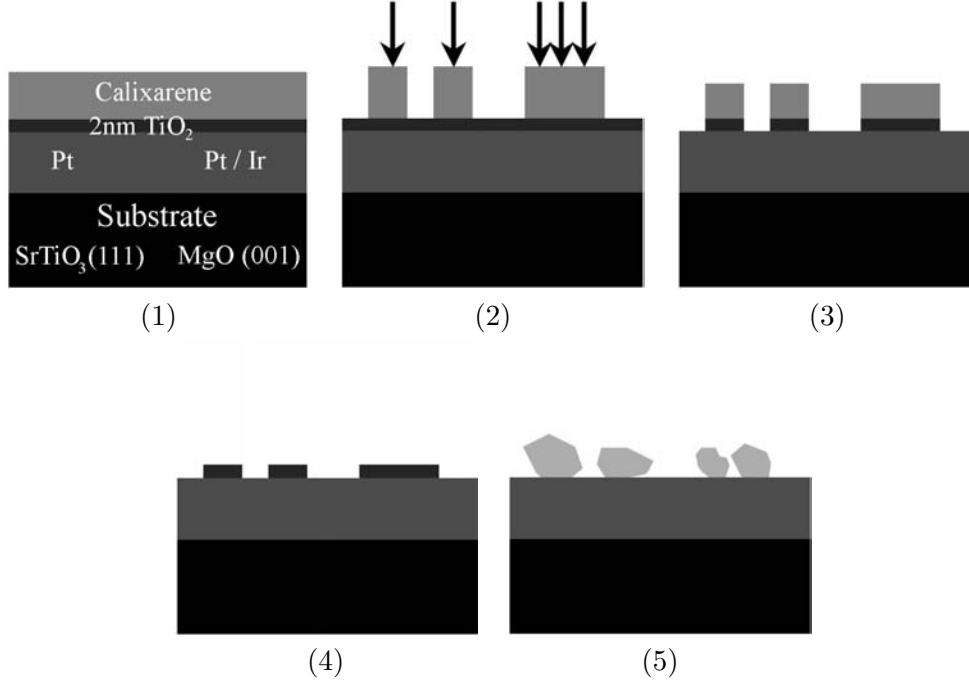 Calixarene
2nm TiO₂
Pt Pt / Ir
Substrate
SrTiO₃(111) MgO (001)
(1) (2) (3)
(4) (5)